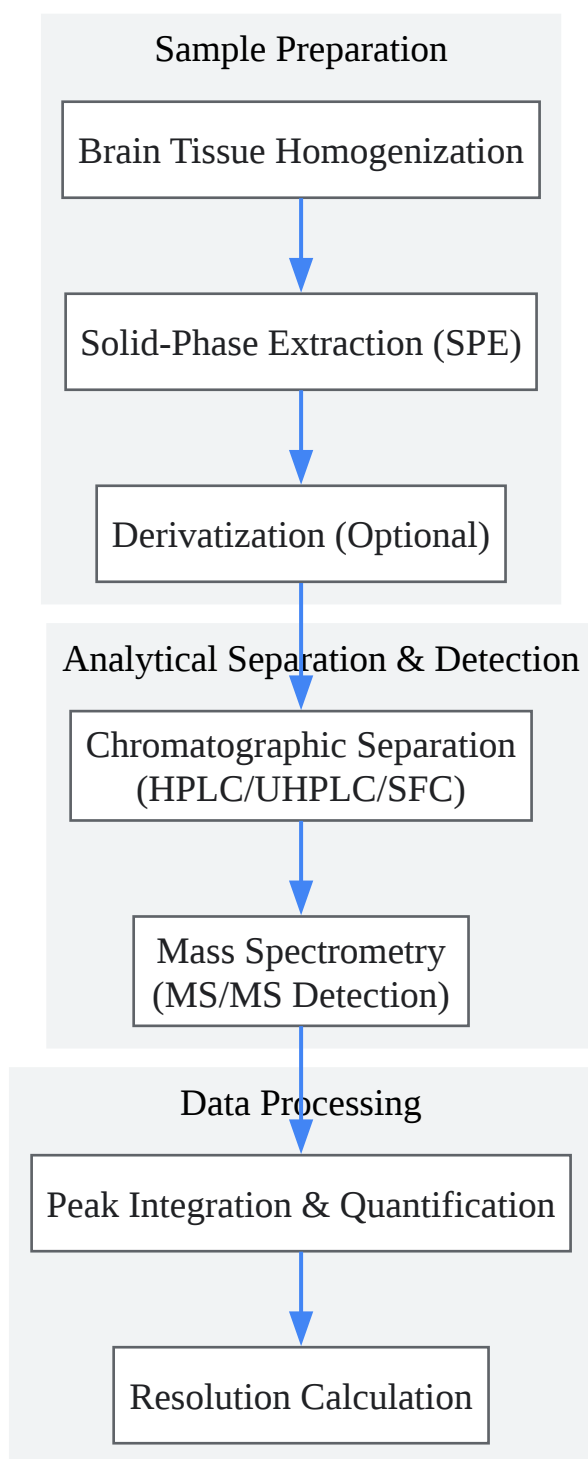 Sample Preparation
Brain Tissue Homogenization
Solid-Phase Extraction (SPE)
Derivatization (Optional)
Analytical Separation & Detection
Chromatographic Separation
(HPLC/UHPLC/SFC)
Mass Spectrometry
(MS/MS Detection)
Data Processing
Peak Integration & Quantification
Resolution Calculation